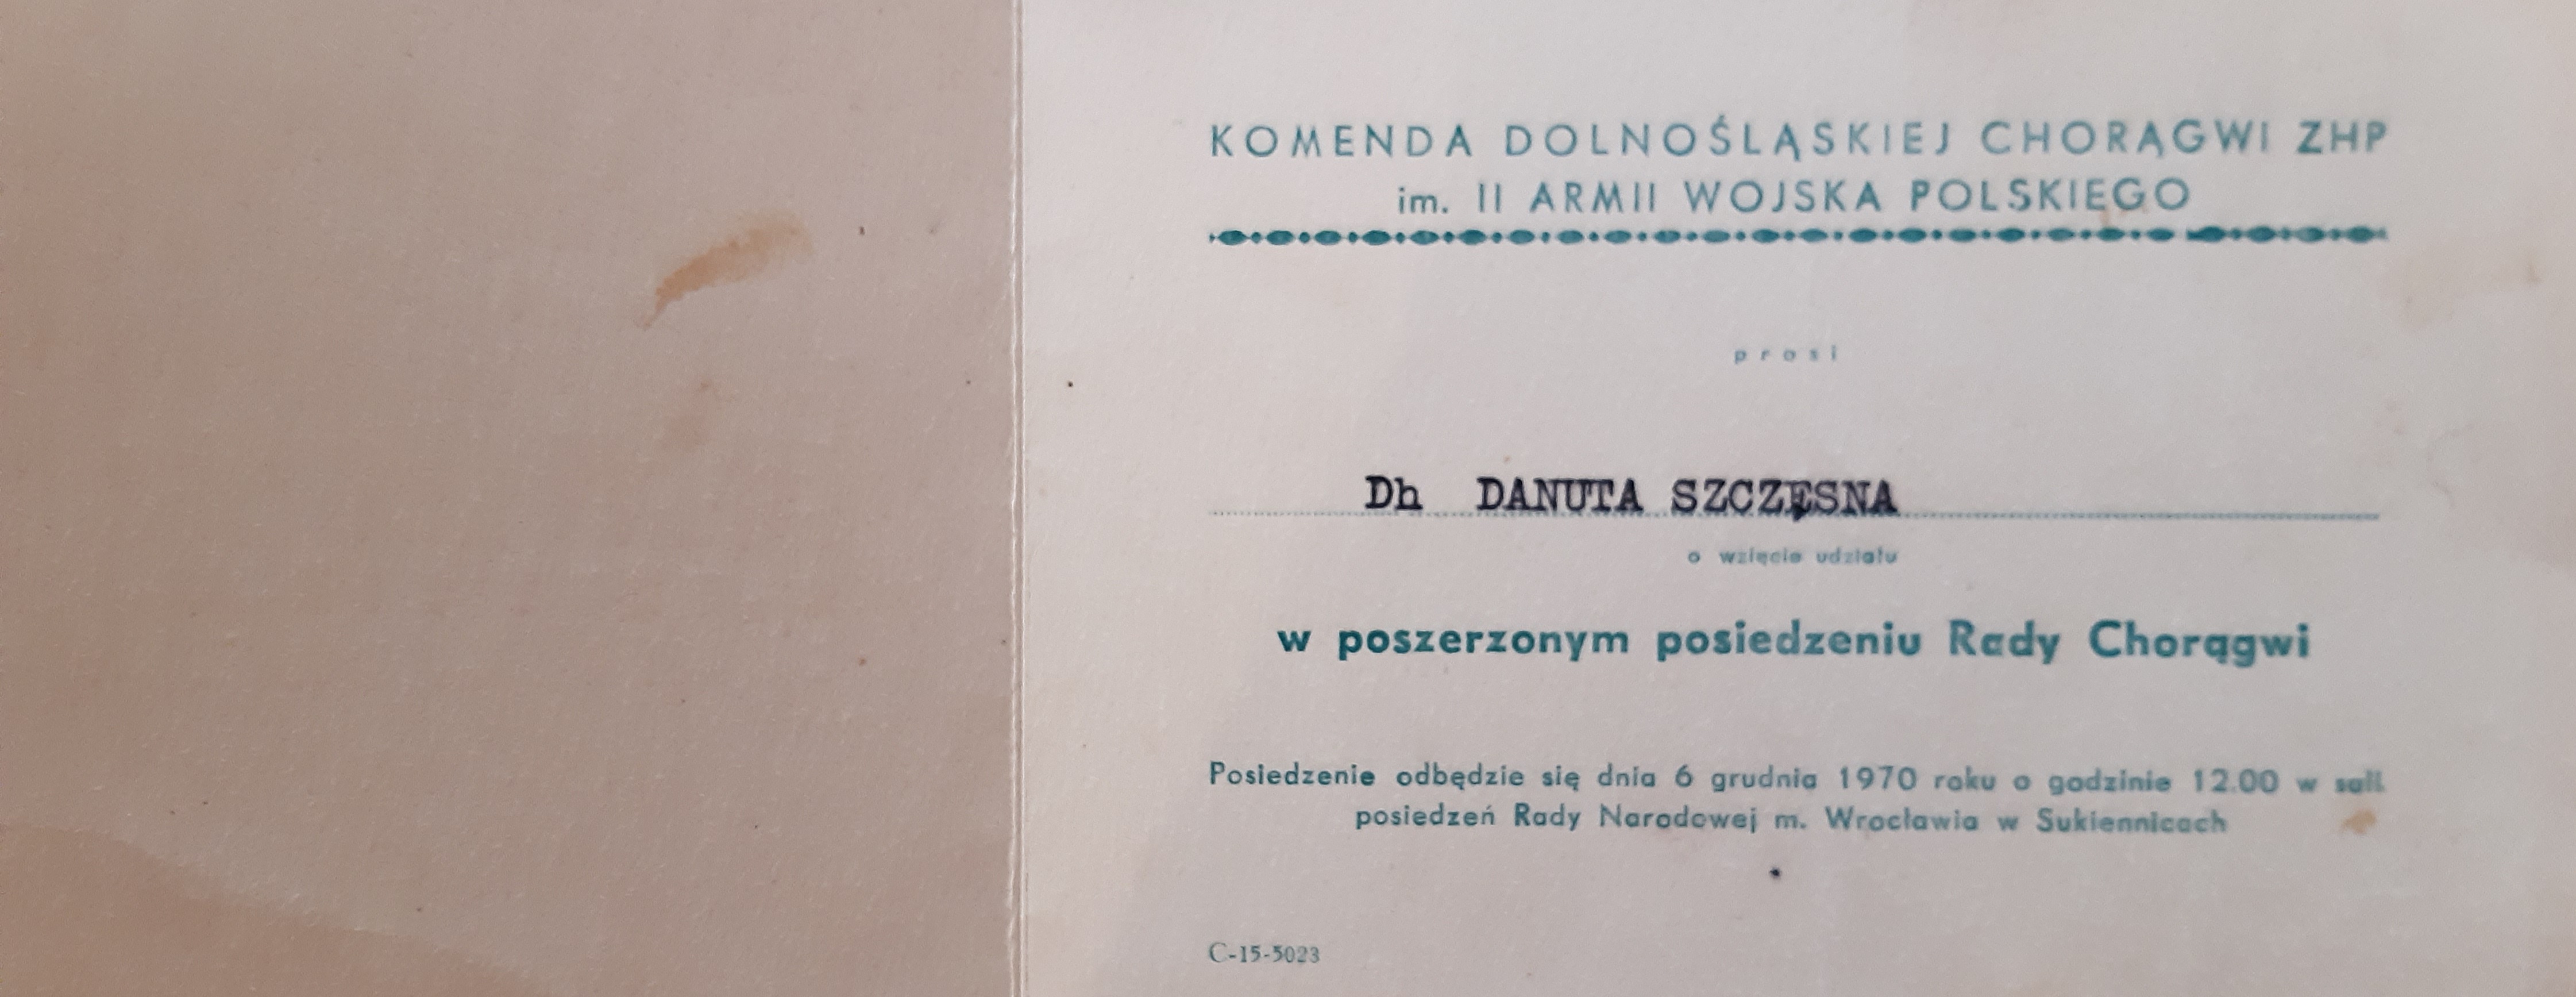 KOMENDA DOLNOŚLĄSKIEJ CHORĄGWI ZHP
im. II ARMII WOJSKA POLSKIEGO
prosi
Dh DANUTA SZCZĘSNA
o wzięcie udziału
w poszerzonym posiedzeniu Rady Chorągwi
Posiedzenie odbędzie się dnia 6 grudnia 1970 roku o godzinie 12.00 w sali
posiedzeń Rady Narodowej m. Wrocławia w Sukiennicach
C-15-5023